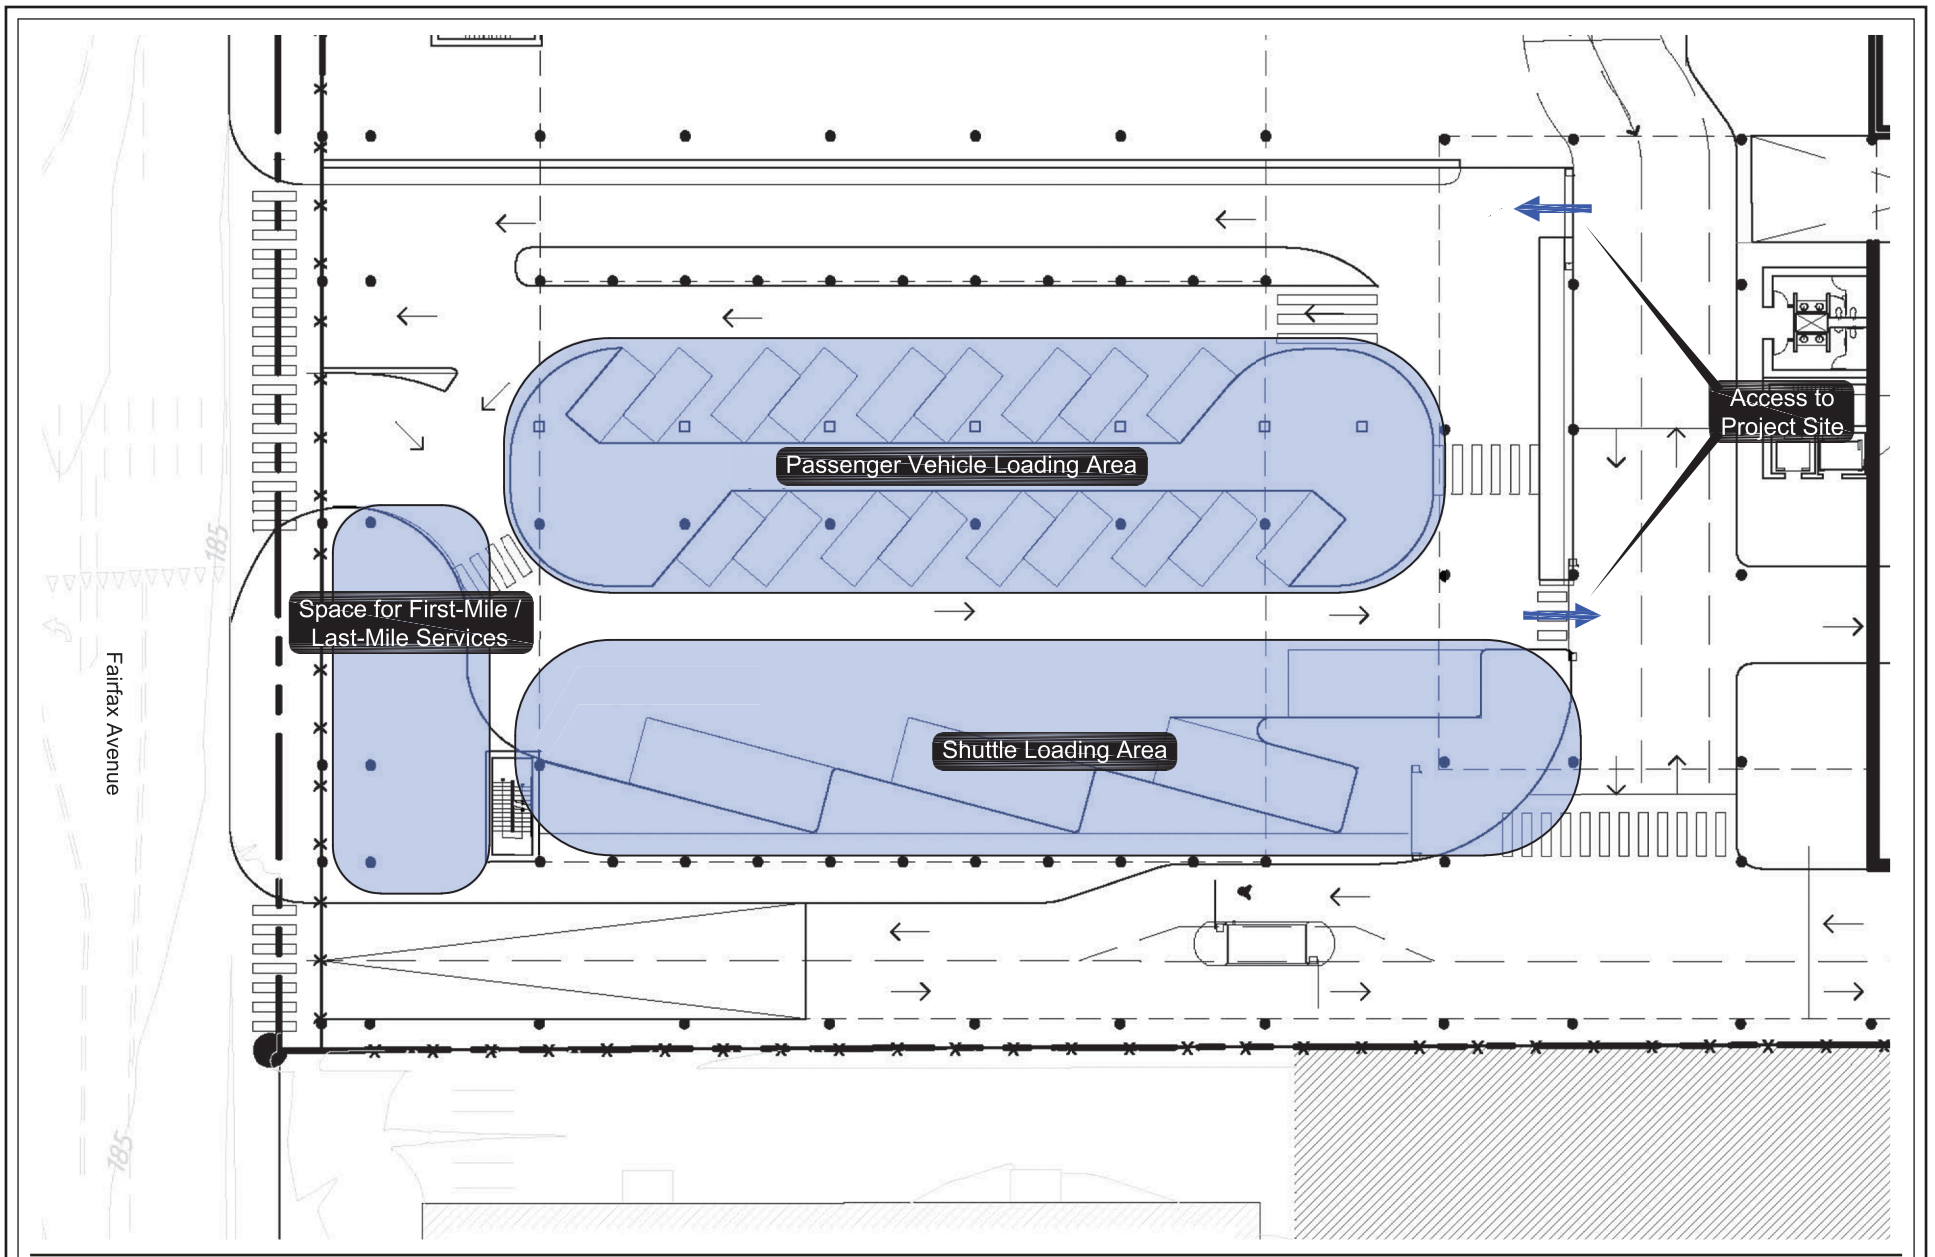 Access to
Project Site
Passenger Vehicle Loading Area
185
Space for First-Mile /
Last-Mile Services
Fairfax Avenue
Shuttle Loading Area
185